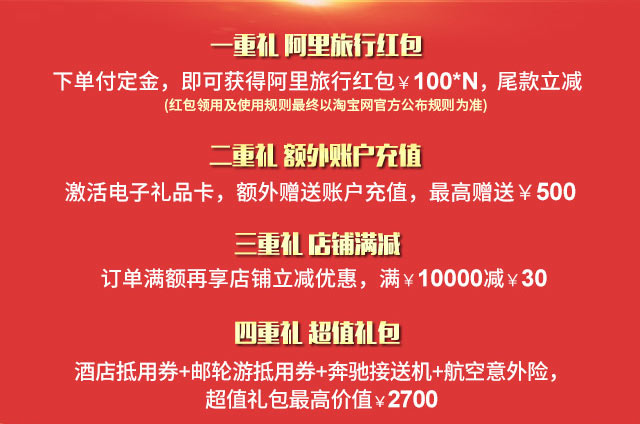 一重礼 阿里旅行红包
下单付定金，即可获得阿里旅行红包￥100*N，尾款立减
(红包领用及使用规则最终以淘宝网官方公布规则为准)
二重礼 额外账户充值
激活电子礼品卡，额外赠送账户充值，最高赠送￥500
三重礼 店铺满减
订单满额再享店铺立减优惠，满￥10000减￥30
四重礼 超值礼包
酒店抵用券+邮轮游抵用券+奔驰接送机+航空意外险，
超值礼包最高价值￥2700